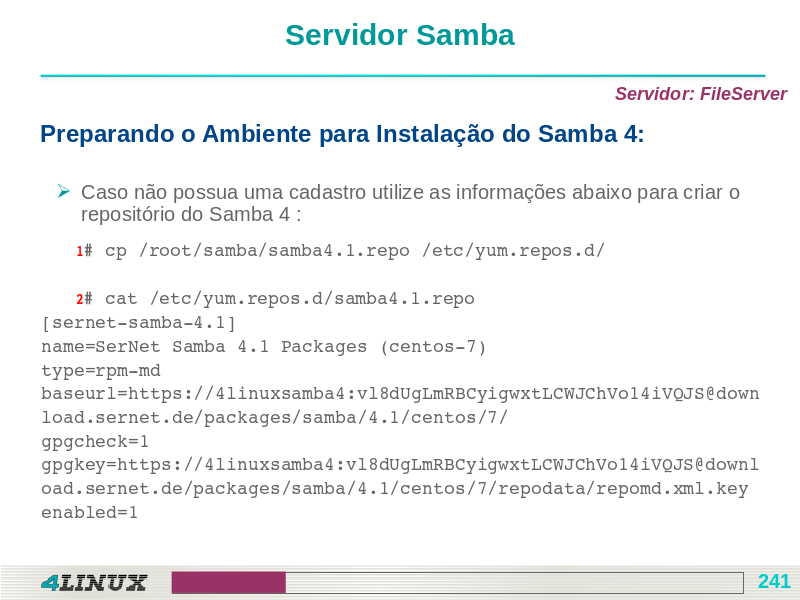 Servidor Samba
Servidor: FileServer
Preparando o Ambiente para Instalação do Samba 4:
Caso não possua uma cadastro utilize as informações abaixo para criar o
repositório do Samba 4 :
1# cp /root/samba/samba4.1.repo /etc/yum.repos.d/
2# cat /etc/yum.repos.d/samba4.1.repo
[sernet-samba-4.1]
name=SerNet Samba 4.1 Packages (centos-7)
type=rpm-md
baseurl=https://4linuxsamba4:vl8dUgLmRBCyigwxtLCWJChVo14iVQJS@down
load.sernet.de/packages/samba/4.1/centos/7/
gpgcheck=1
gpgkey=https://4linuxsamba4:vl8dUgLmRBCyigwxtLCWJChVo14iVQJS@downl
oad.sernet.de/packages/samba/4.1/centos/7/repodata/repomd.xml.key
enabled=1
4LINUX
241